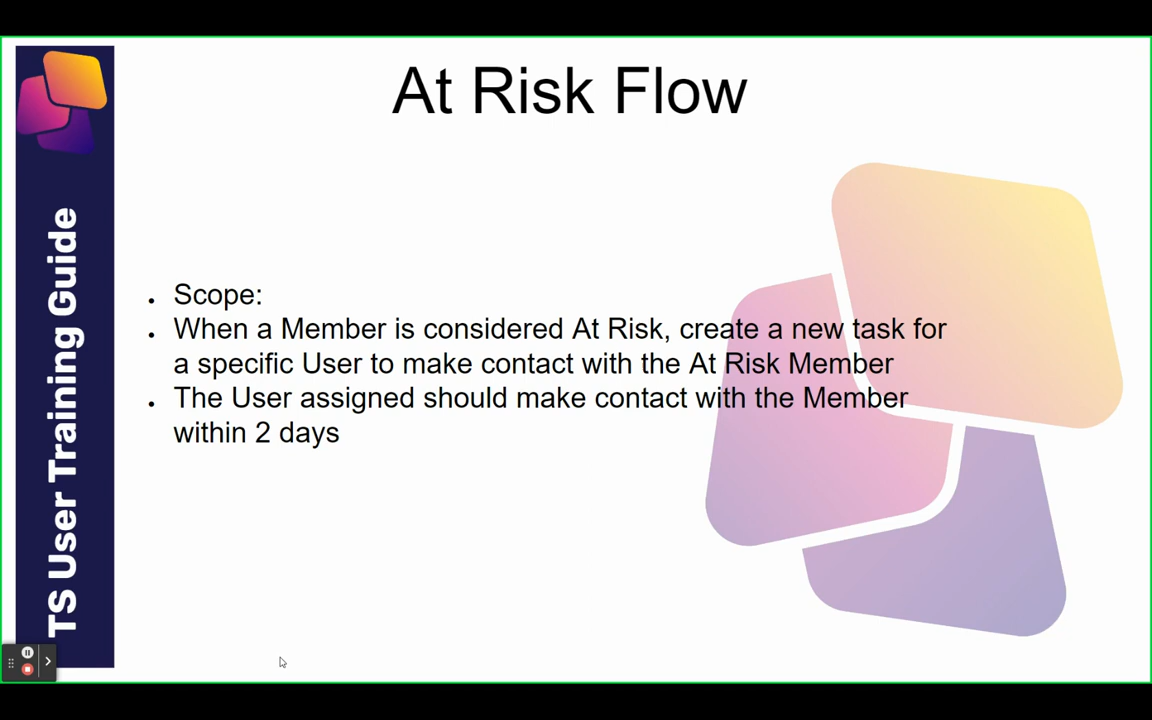 At Risk Flow
TS User Training Guide
• Scope:
• When a Member is considered At Risk, create a new task for
a specific User to make contact with the At Risk Member
• The User assigned should make contact with the Member
within 2 days